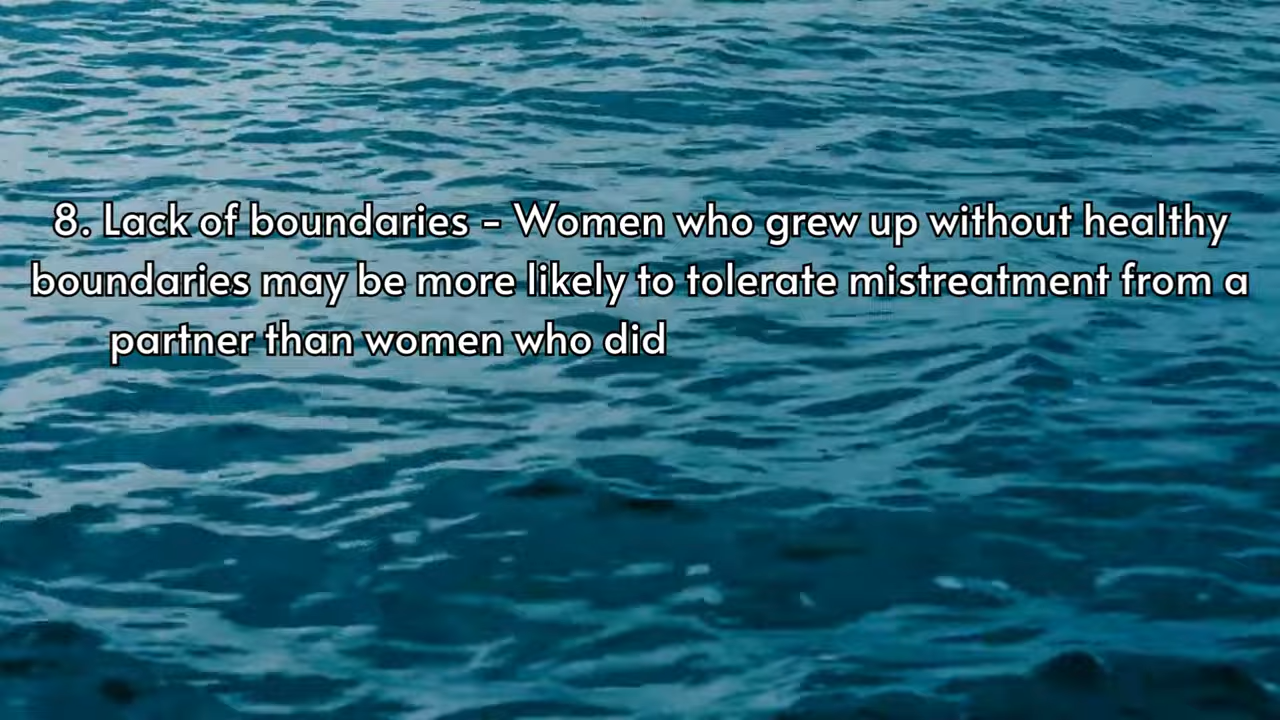 8. Lack of boundaries - Women who grew up without healthy
boundaries may be more likely to tolerate mistreatment from a
partner than women who did